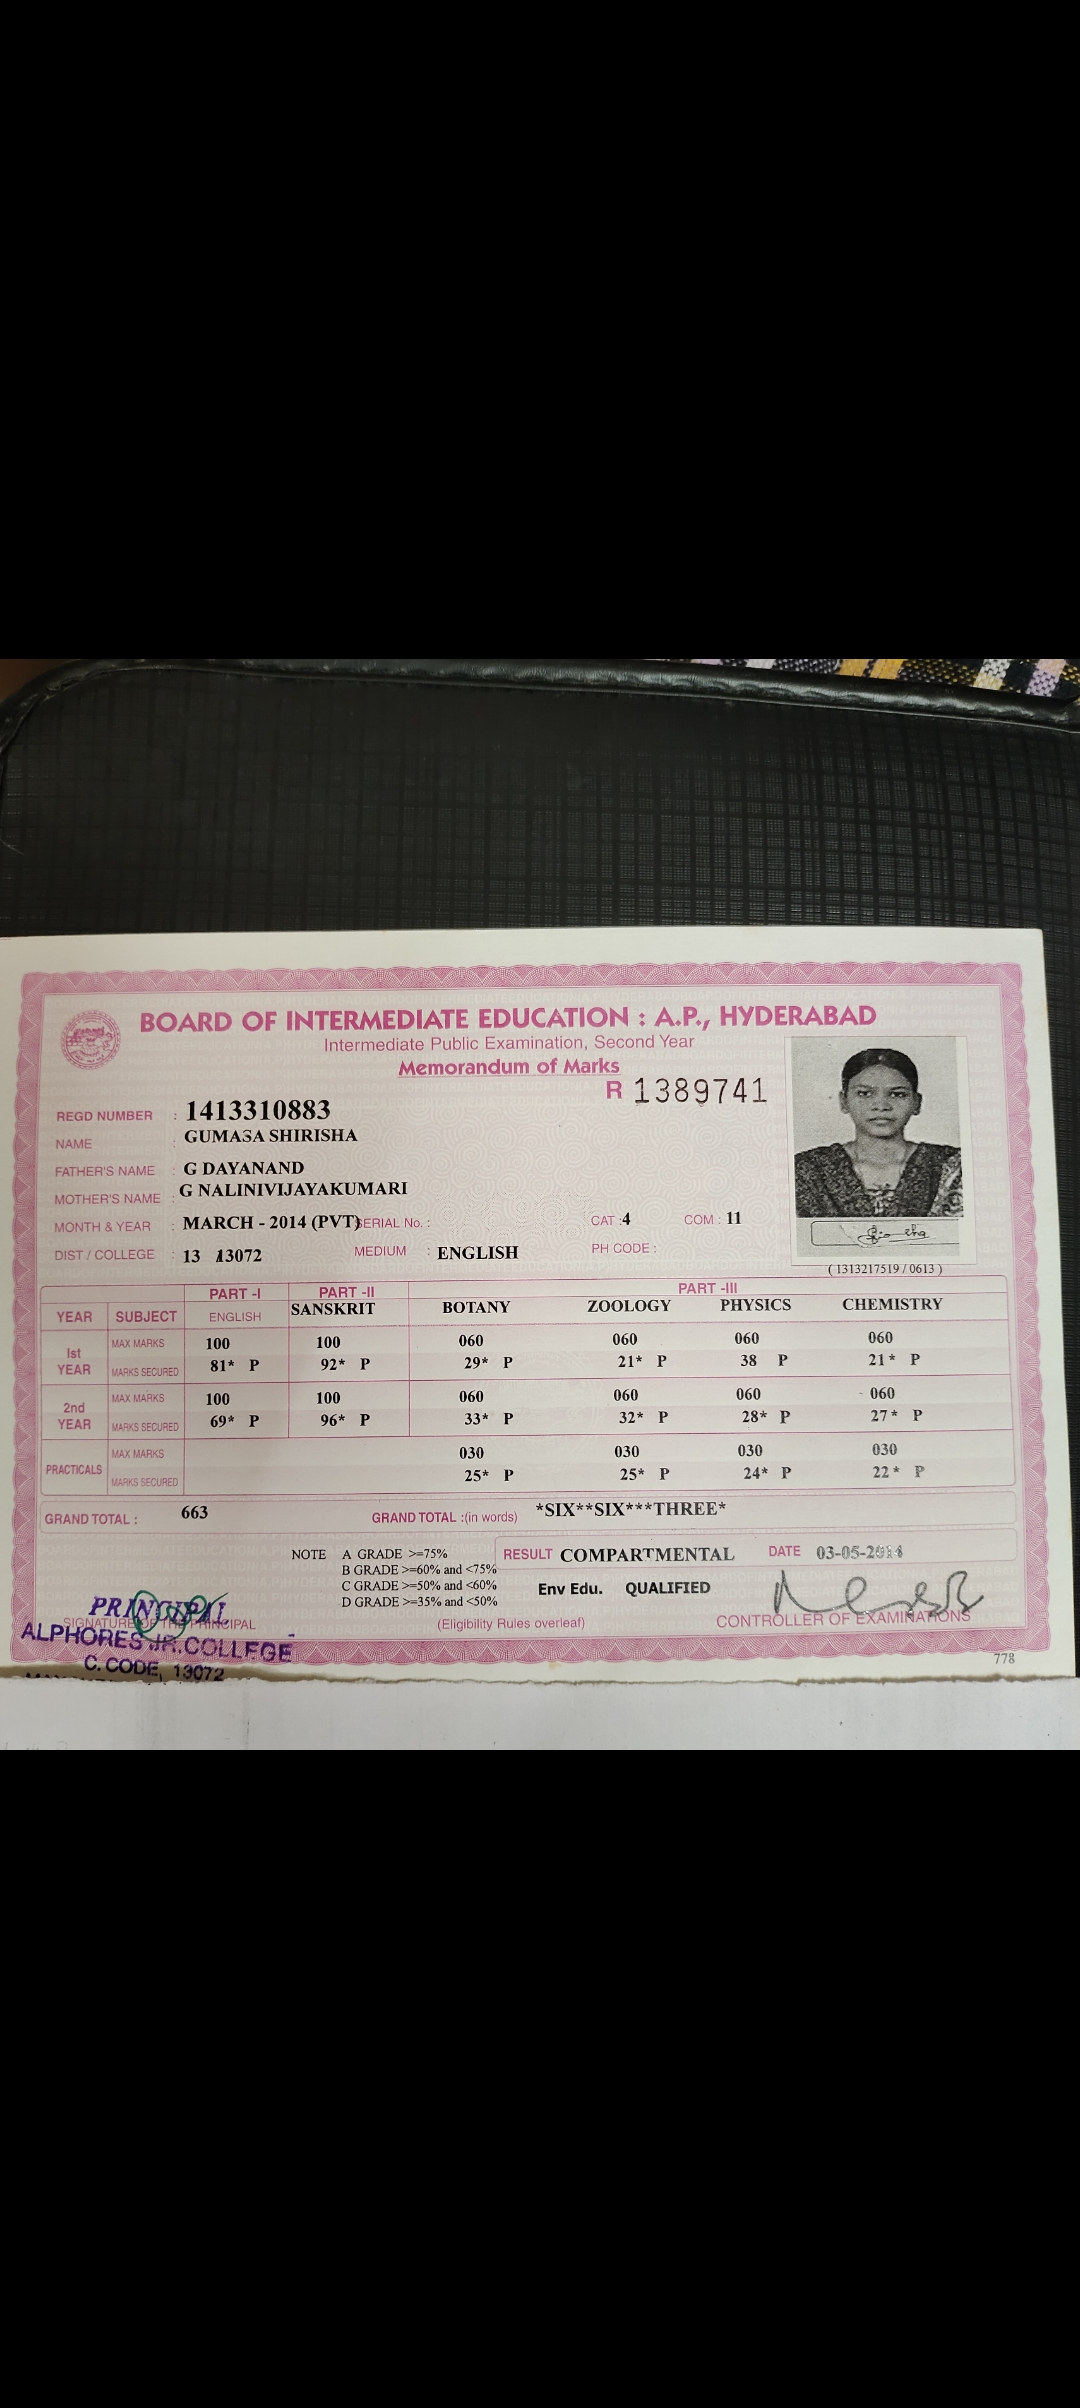 BOARD OF INTERMEDIATE EDUCATION : A.P., HYDERABAD
Intermediate Public Examination, Second Year
Memorandum of Marks
R 1389741
REGD NUMBER : 1413310883
NAME : GUMASA SHIRISHA
FATHER'S NAME : G DAYANAND
MOTHER'S NAME : G NALINIVIJAYAKUMARI
MONTH & YEAR : MARCH - 2014 (PVT) SERIAL No. : CAT : 4 COM : 11
DIST / COLLEGE : 13 13072 MEDIUM : ENGLISH PH CODE :
( 1313217519 / 0613 )
PART -I PART -II PART -III
YEAR SUBJECT ENGLISH SANSKRIT BOTANY ZOOLOGY PHYSICS CHEMISTRY
1st YEAR MAX MARKS 100 100 060 060 060 060
MARKS SECURED 81* P 92* P 29* P 21* P 38 P 21* P
2nd YEAR MAX MARKS 100 100 060 060 060 060
MARKS SECURED 69* P 96* P 33* P 32* P 28* P 27* P
PRACTICALS MAX MARKS 030 030 030 030
MARKS SECURED 25* P 25* P 24* P 22* P
GRAND TOTAL : 663 GRAND TOTAL :(in words) *SIX**SIX***THREE*
NOTE A GRADE >=75% RESULT COMPARTMENTAL DATE 03-05-2014
B GRADE >=60% and <75%
C GRADE >=50% and <60% Env Edu. QUALIFIED
D GRADE >=35% and <50%
PRINCIPAL
SIGNATURE OF THE PRINCIPAL (Eligibility Rules overleaf) CONTROLLER OF EXAMINATIONS
ALPHORES JR.COLLEGE
C. CODE, 13072
778